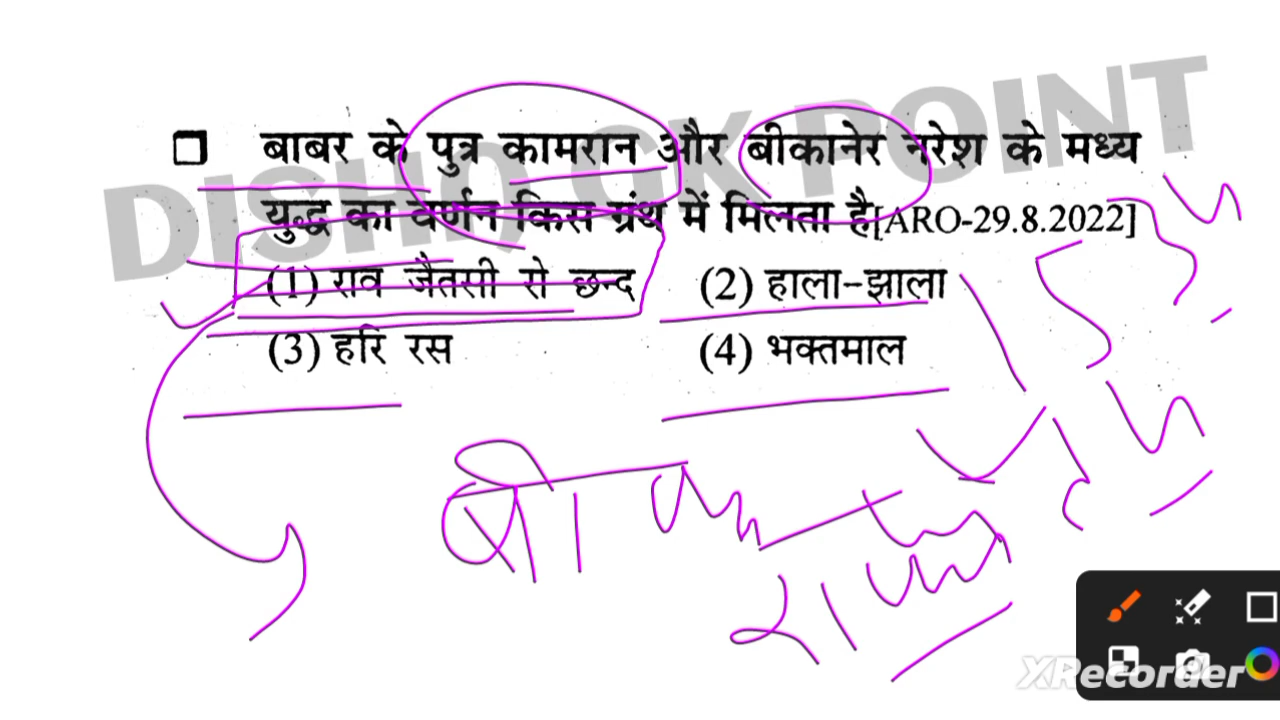 DISHQ GK POINT
बाबर के पुत्र कामरान और बीकानेर नरेश के मध्य
युद्ध का वर्णन किस ग्रंथ में मिलता है[ARO-29.8.2022]
(1) राव जैतसी रो छन्द (2) हाला-झाला
(3) हरि रस (4) भक्तमाल
XRecorder